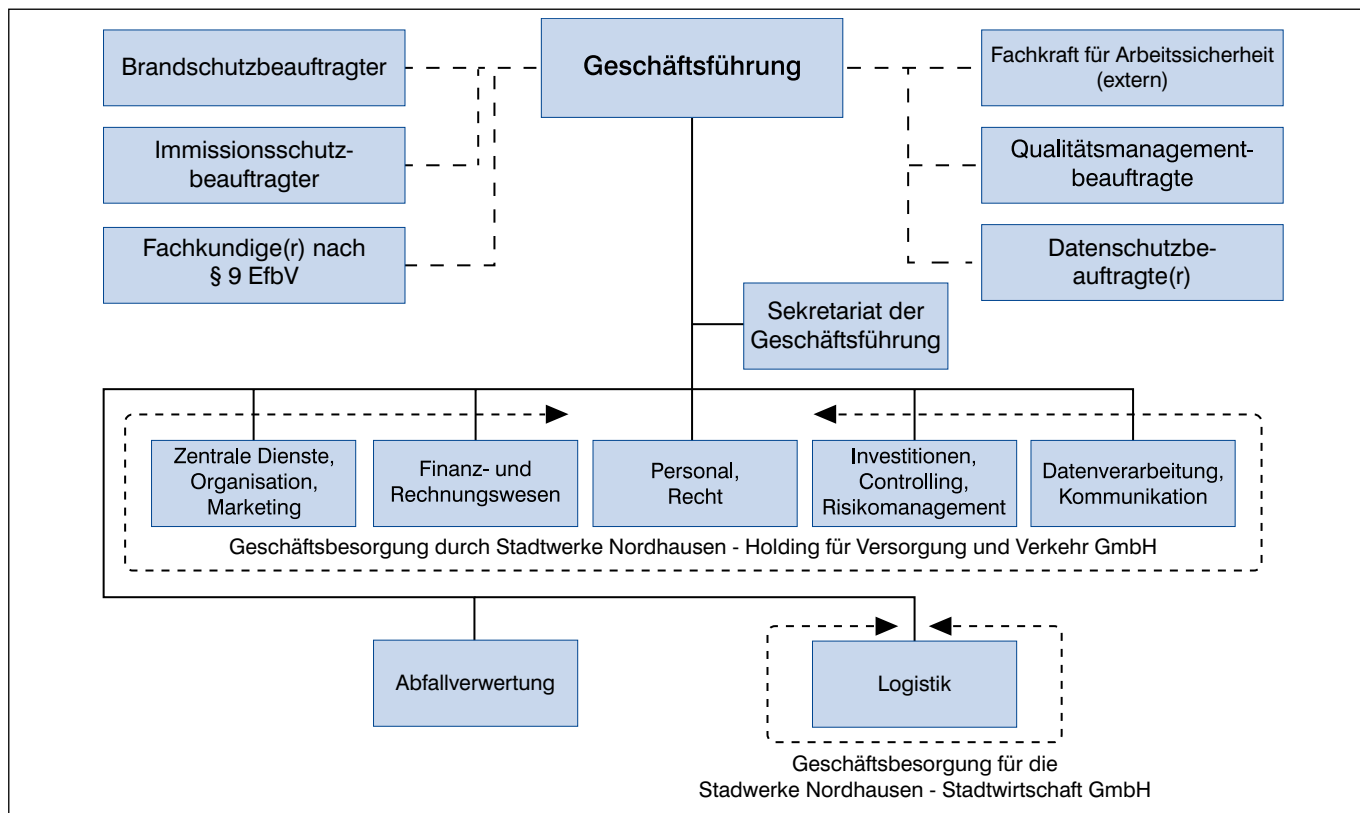 Brandschutzbeauftragter
Geschäftsführung
Fachkraft für Arbeitssicherheit
(extern)
Immissionsschutz-
beauftragter
Qualitätsmanagement-
beauftragte
Fachkundige(r) nach
§ 9 EfbV
Datenschutzbe-
auftragte(r)
Sekretariat der
Geschäftsführung
Zentrale Dienste,
Organisation,
Marketing
Finanz- und
Rechnungswesen
Personal,
Recht
Investitionen,
Controlling,
Risikomanagement
Datenverarbeitung,
Kommunikation
Geschäftsbesorgung durch Stadtwerke Nordhausen - Holding für Versorgung und Verkehr GmbH
Abfallverwertung
Logistik
Geschäftsbesorgung für die
Stadwerke Nordhausen - Stadtwirtschaft GmbH